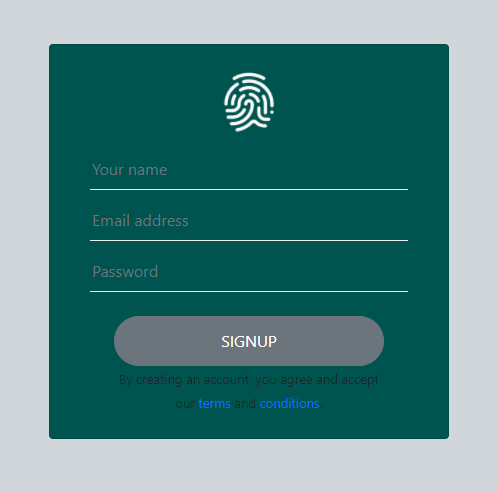 Your name
Email address
Password
SIGNUP
By creating an account, you agree and accept
our terms and conditions